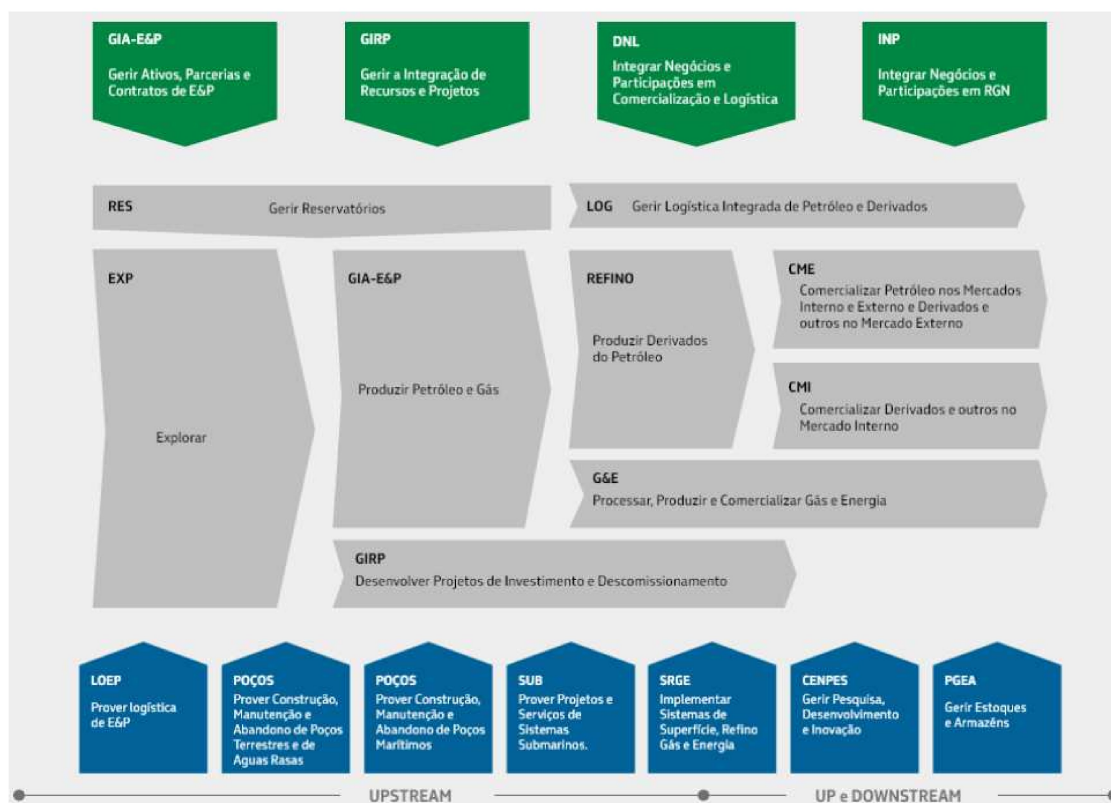 GIA-E&P
Gerir Ativos, Parcerias e
Contratos de E&P
GIRP
Gerir a Integração de
Recursos e Projetos
DNL
Integrar Negócios e
Participações em
Comercialização e Logística
INP
Integrar Negócios e
Participações em RGN
RES
Gerir Reservatórios
LOG
Gerir Logística Integrada de Petróleo e Derivados
EXP
Explorar
GIA-E&P
Produzir Petróleo e Gás
REFINO
Produzir Derivados
do Petróleo
CME
Comercializar Petróleo nos Mercados
Interno e Externo e Derivados e
outros no Mercado Externo
CMI
Comercializar Derivados e outros no
Mercado Interno
G&E
Processar, Produzir e Comercializar Gás e Energia
GIRP
Desenvolver Projetos de Investimento e Descomissionamento
LOEP
Prover logística
de E&P
POÇOS
Prover Construção,
Manutenção e
Abandono de Poços
Terrestres e de
Aguas Rasas
POÇOS
Prover Construção,
Manutenção e
Abandono de Poços
Marítimos
SUB
Prover Projetos e
Serviços de
Sistemas
Submarinos.
SRGE
Implementar
Sistemas de
Superfície, Refino
Gás e Energia
CENPES
Gerir Pesquisa,
Desenvolvimento
e Inovação
PGEA
Gerir Estoques
e Armazéns
UPSTREAM
UP e DOWNSTREAM